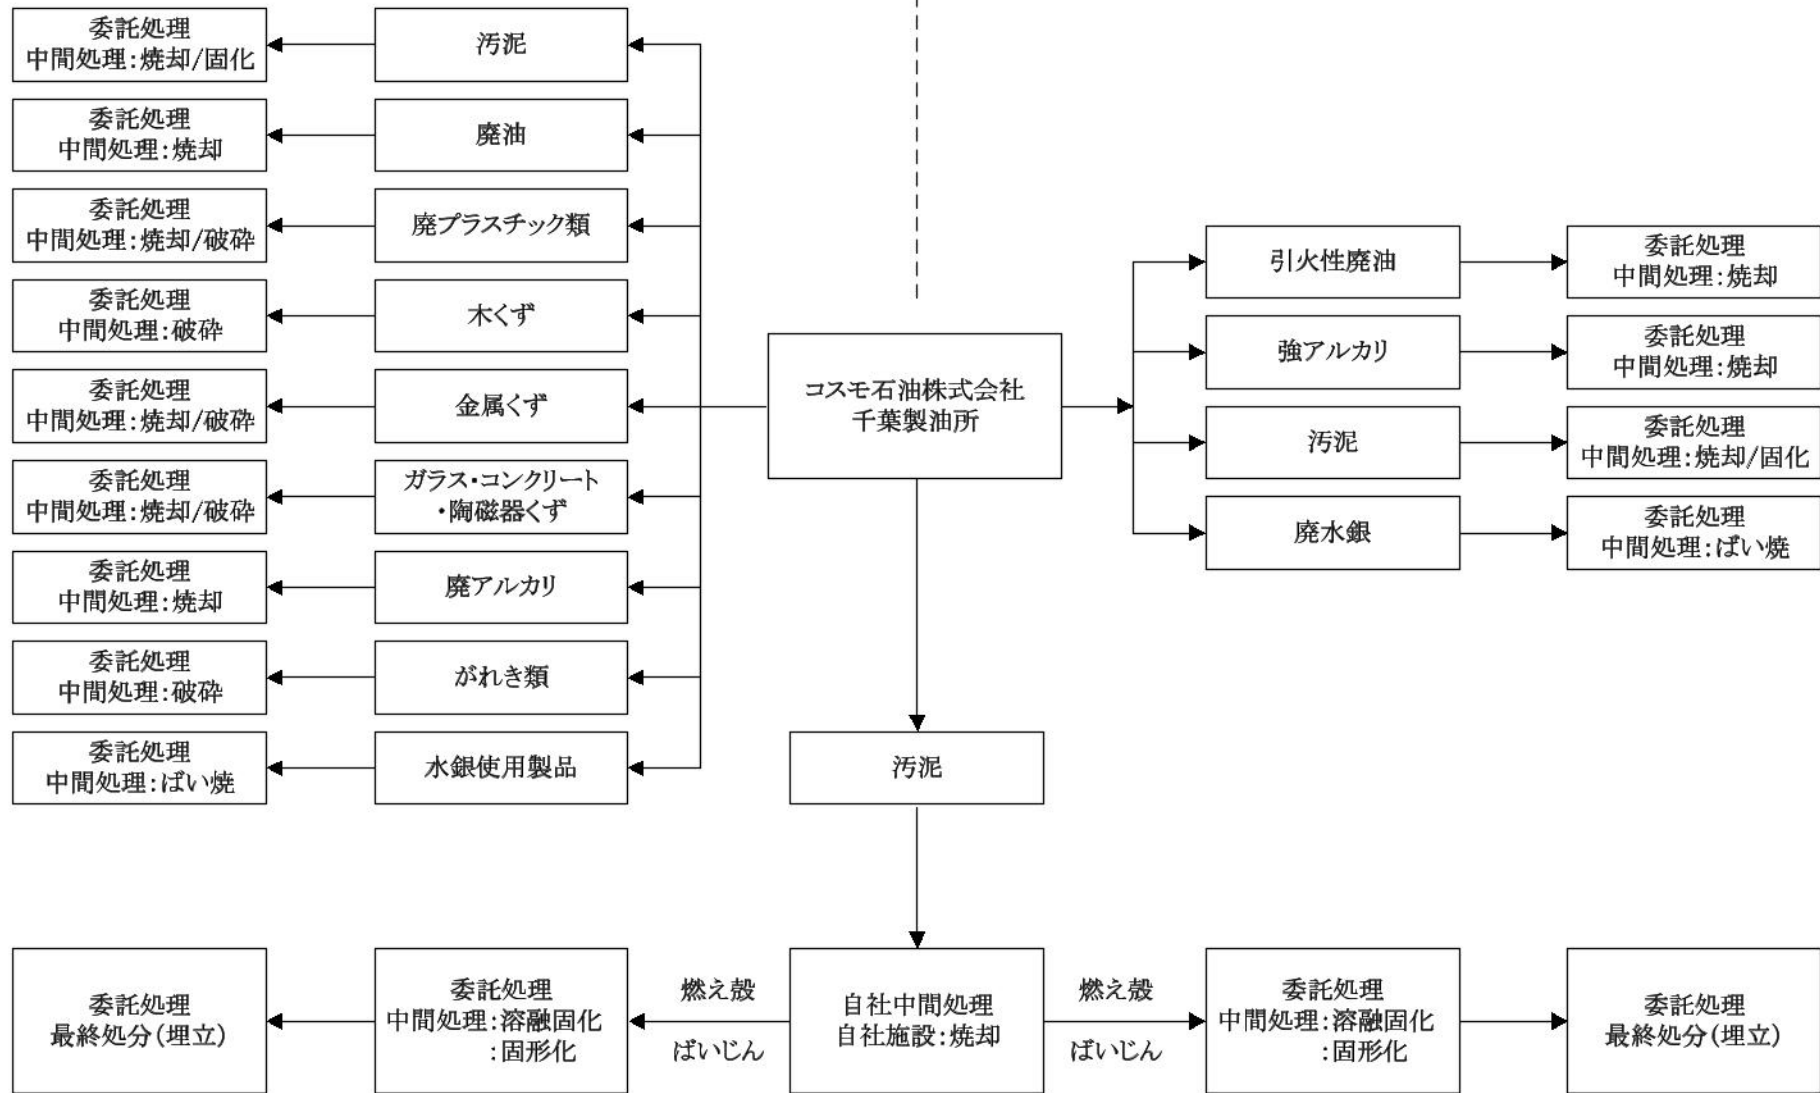 委託処理
中間処理:焼却/固化
汚泥
委託処理
中間処理:焼却
廃油
委託処理
中間処理:焼却/破砕
廃プラスチック類
委託処理
中間処理:破砕
木くず
委託処理
中間処理:焼却/破砕
金属くず
委託処理
中間処理:焼却/破砕
ガラス・コンクリート
・陶磁器くず
委託処理
中間処理:焼却
廃アルカリ
委託処理
中間処理:破砕
がれき類
委託処理
中間処理:ばい焼
水銀使用製品
コスモ石油株式会社
千葉製油所
引火性廃油
委託処理
中間処理:焼却
強アルカリ
委託処理
中間処理:焼却
汚泥
委託処理
中間処理:焼却/固化
廃水銀
委託処理
中間処理:ばい焼
汚泥
委託処理
最終処分(埋立)
委託処理
中間処理:溶融固化
:固形化
燃え殻
ばいじん
自社中間処理
自社施設:焼却
燃え殻
ばいじん
委託処理
中間処理:溶融固化
:固形化
委託処理
最終処分(埋立)